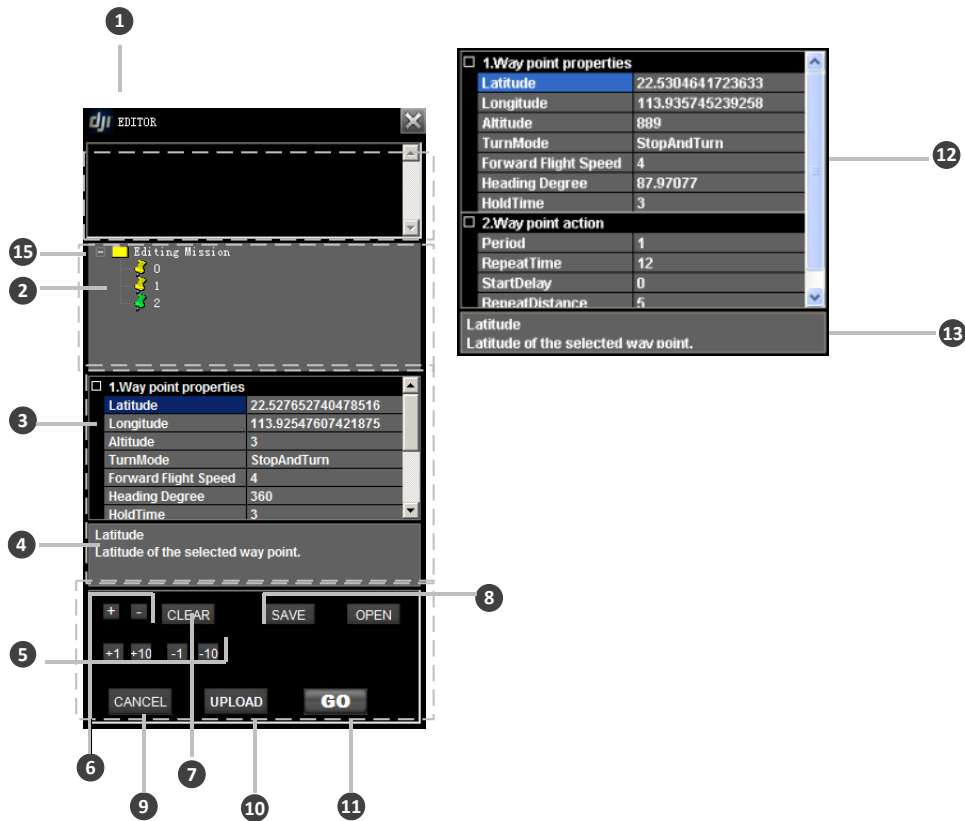 1
dji EDITOR
15
Editing Mission
2
0
1
2
3
1.Way point properties
Latitude 22.527652740478516
Longitude 113.92547607421875
Altitude 3
TurnMode StopAndTurn
Forward Flight Speed 4
Heading Degree 360
HoldTime 3
4
Latitude
Latitude of the selected way point.
+ - CLEAR SAVE OPEN
8
5
+1 +10 -1 -10
CANCEL UPLOAD GO
6
7
9
10
11
1.Way point properties
Latitude 22.5304641723633
Longitude 113.935745239258
Altitude 889
TurnMode StopAndTurn
Forward Flight Speed 4
Heading Degree 87.97077
HoldTime 3
12
2.Way point action
Period 1
RepeatTime 12
StartDelay 0
RepeatDistance 5
Latitude
Latitude of the selected way point.
13